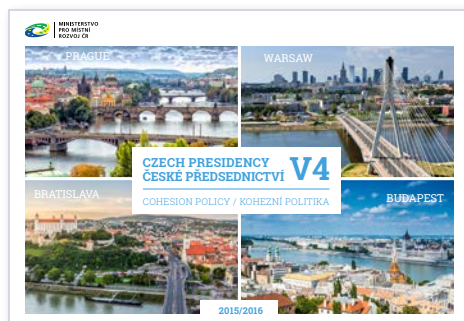 MINISTERSTVO
PRO MÍSTNÍ
ROZVOJ ČR
PRAGUE
WARSAW
CZECH PRESIDENCY
ČESKÉ PŘEDSEDNICTVÍ V4
COHESION POLICY / KOHEZNÍ POLITIKA
BRATISLAVA
BUDAPEST
2015/2016